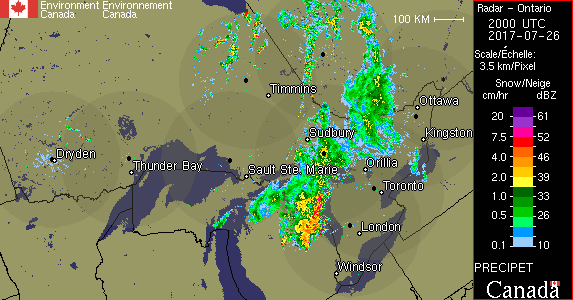 Environment Environnement
Canada Canada
100 KM
Timmins
Ottawa
Sudbury
Kingston
Dryden
Thunder Bay
Sault Ste. Marie
Orillia
Toronto
London
Windsor
Radar - Ontario
2000 UTC
2017-07-26
Scale/Échelle:
3.5 km/Pixel
Snow/Neige
cm/hr dBZ
20 61
7.5 52
4.0 46
2.0 39
1.0 33
0.5 26
0.1 10
PRECIPET
Canada